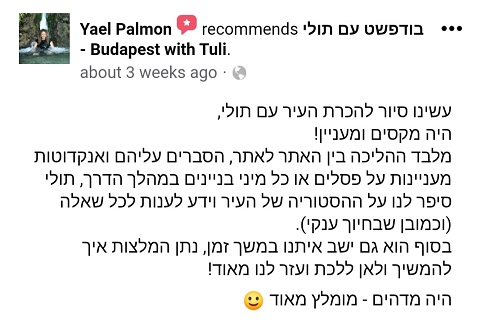 Yael Palmon recommends בודפשט עם תולי
- Budapest with Tuli.
about 3 weeks ago ·
עשינו סיור להכרת העיר עם תולי,
היה מקסים ומעניין!
מלבד ההליכה בין האתר לאתר, הסברים עליהם ואנקדוטות
מעניינות על פסלים או כל מיני בניינים במהלך הדרך, תולי
סיפר לנו על ההסטוריה של העיר וידע לענות לכל שאלה
(וכמובן שבחיוך ענקי).
בסוף הוא גם ישב איתנו במשך זמן, נתן המלצות איך
להמשיך ולאן ללכת ועזר לנו מאוד!
היה מדהים - מומלץ מאוד 🙂